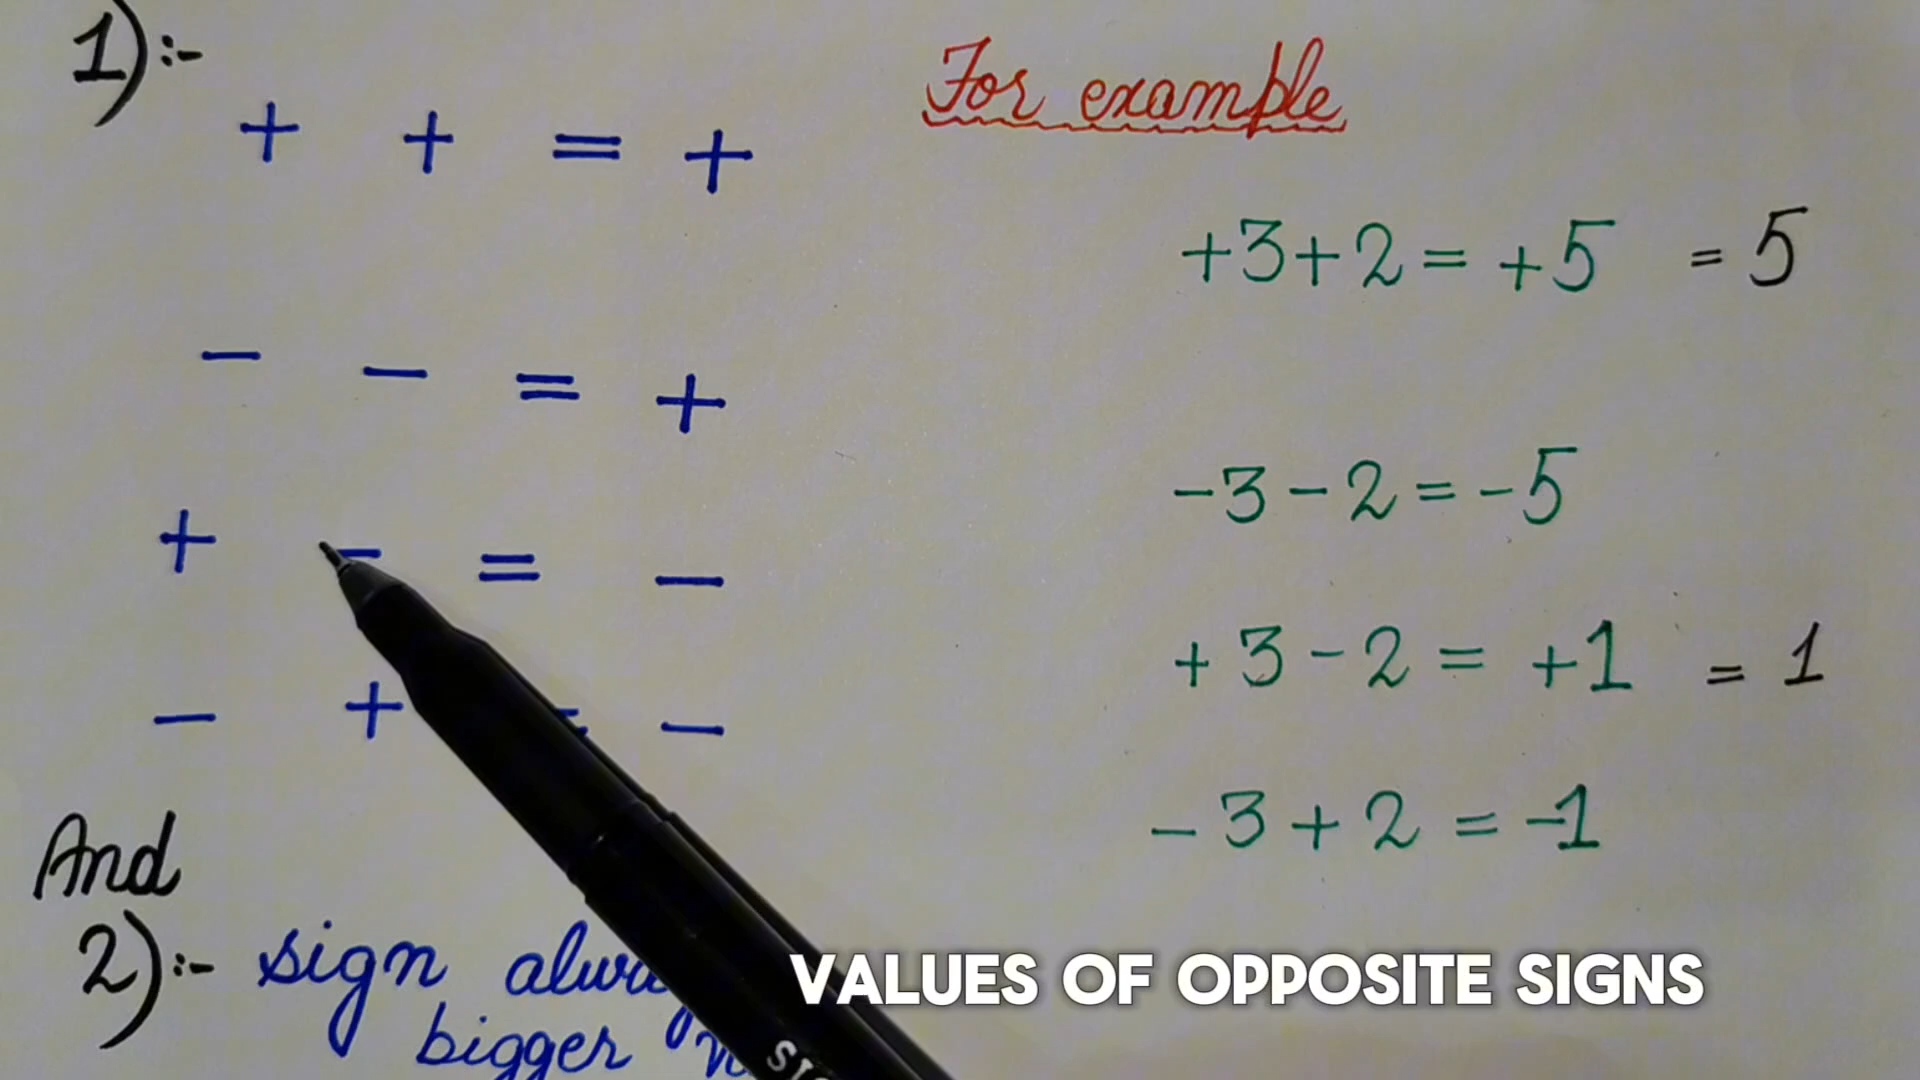 1):-
+ + = +
- - = +
+ - = -
- + = -
And
2):- sign
bigger
For example
+3+2= +5 = 5
-3-2=-5
+3-2= +1 = 1
-3+2=-1
VALUES OF OPPOSITE SIGNS